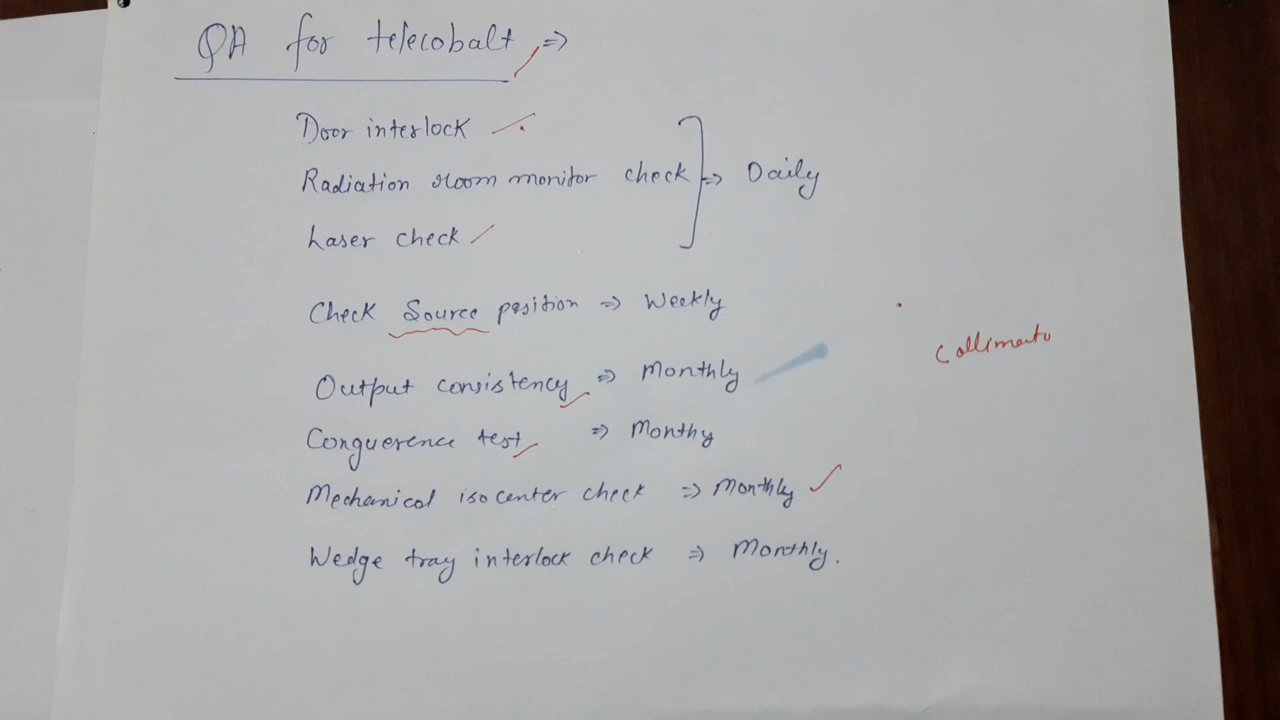 QA for telecobalt ⇒
Door interlock
Radiation room monitor check ⇒ Daily
Laser check
Check Source position ⇒ Weekly
Collimato
Output consistency ⇒ Monthly
Conguerence test ⇒ Monthy
Mechanical isocenter check ⇒ Monthly
Wedge tray interlock check ⇒ Monthly.